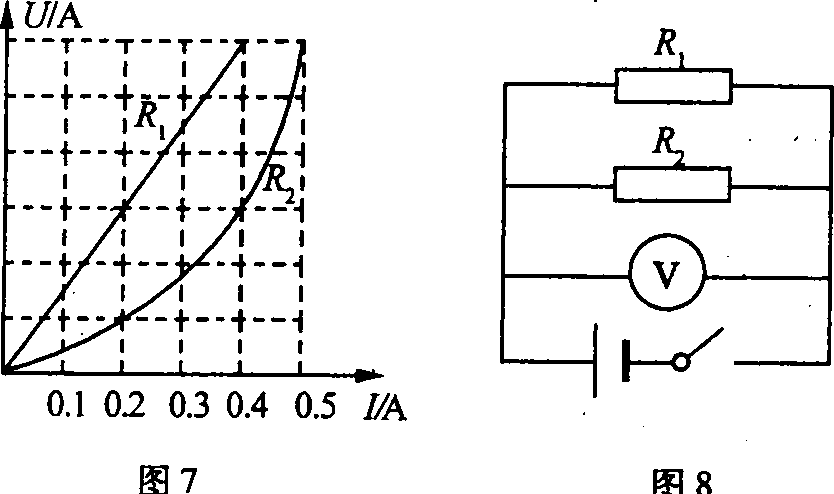 U/A
R₁
R₂
0.1 0.2 0.3 0.4 0.5 I/A
图 7
R₁
R₂
V
图 8